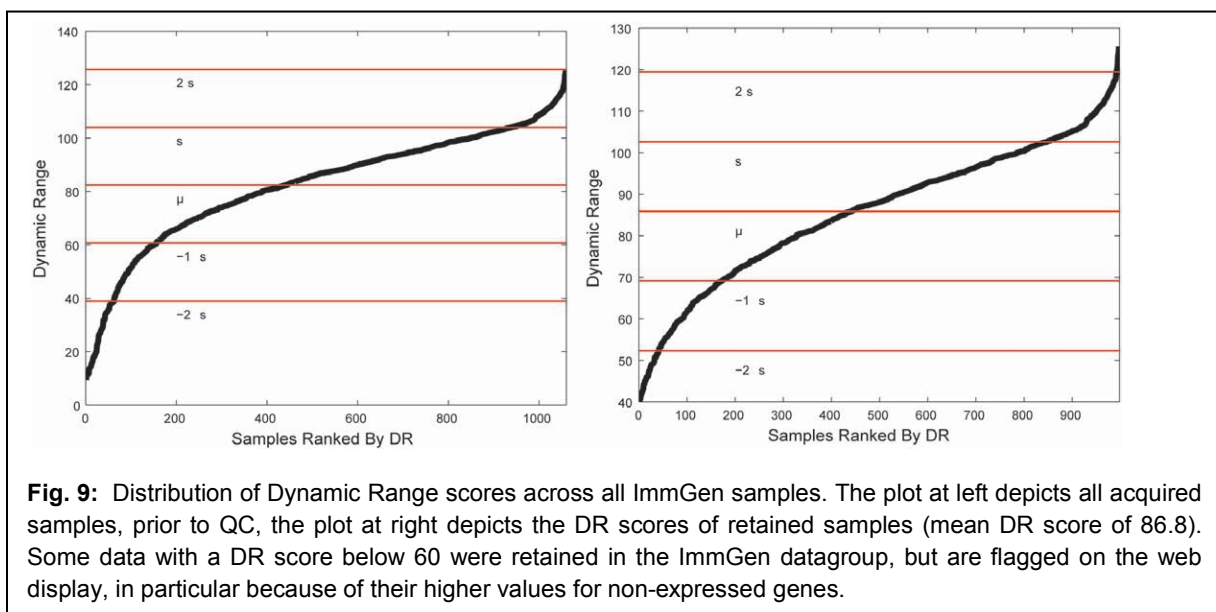 140
120
100
80
60
40
20
0
Dynamic Range
2 s
s
µ
−1 s
−2 s
0
200
400
600
800
1000
Samples Ranked By DR
130
120
110
100
90
80
70
60
50
40
Dynamic Range
2 s
s
µ
−1 s
−2 s
0
100
200
300
400
500
600
700
800
900
Samples Ranked By DR
Fig. 9: Distribution of Dynamic Range scores across all ImmGen samples. The plot at left depicts all acquired
samples, prior to QC, the plot at right depicts the DR scores of retained samples (mean DR score of 86.8).
Some data with a DR score below 60 were retained in the ImmGen datagroup, but are flagged on the web
display, in particular because of their higher values for non-expressed genes.